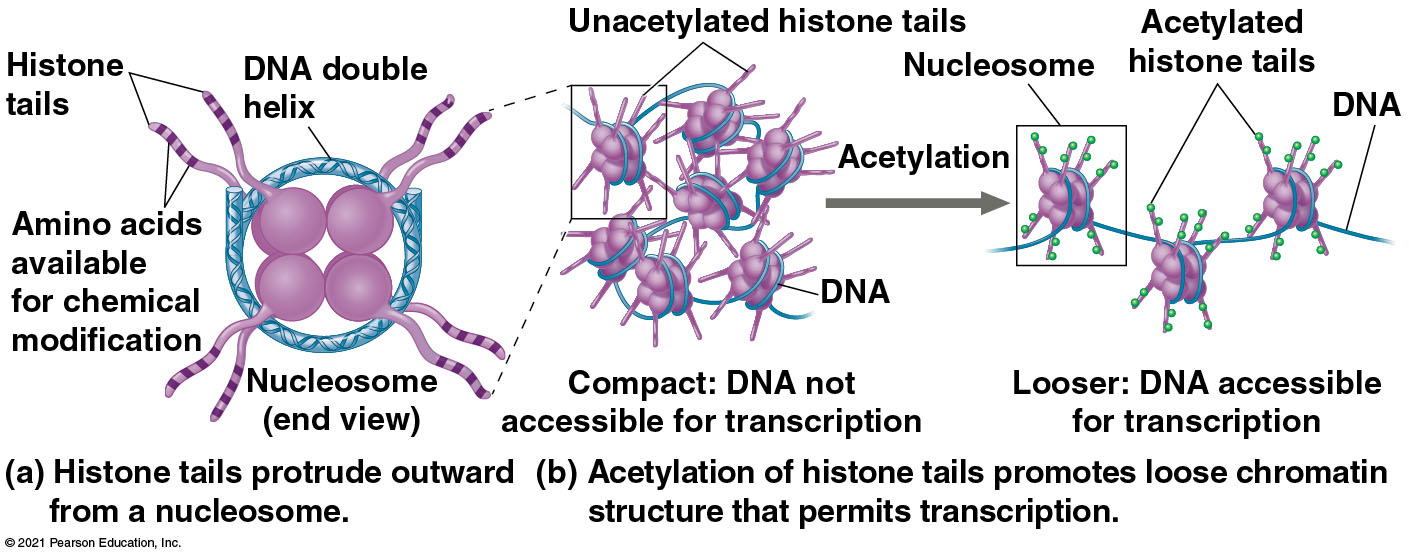 Histone
tails
DNA double
helix
Amino acids
available
for chemical
modification
Nucleosome
(end view)
(a) Histone tails protrude outward
from a nucleosome.
Unacetylated histone tails
DNA
Compact: DNA not
accessible for transcription
Acetylation
Nucleosome
Acetylated
histone tails
DNA
Looser: DNA accessible
for transcription
(b) Acetylation of histone tails promotes loose chromatin
structure that permits transcription.
© 2021 Pearson Education, Inc.